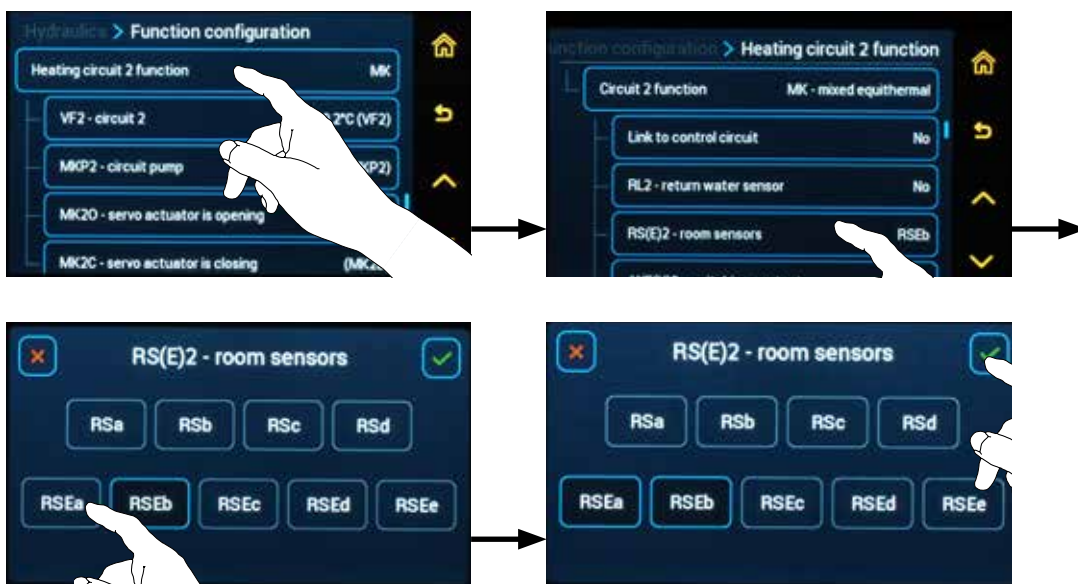 Hydraulics > Function configuration
Heating circuit 2 function MK
VF2 - circuit 2 2°C (VF2)
MKP2 - circuit pump KP2)
MK2O - servo actuator is opening
MK2C - servo actuator is closing (MK2
function configuration > Heating circuit 2 function
Circuit 2 function MK - mixed equithermal
Link to control circuit No
RL2 - return water sensor No
RS(E)2 - room sensors RSEb
RS(E)2 - room sensors
RSa RSb RSc RSd
RSEa RSEb RSEc RSEd RSEe
RS(E)2 - room sensors
RSa RSb RSc RSd
RSEa RSEb RSEc RSEd RSEe